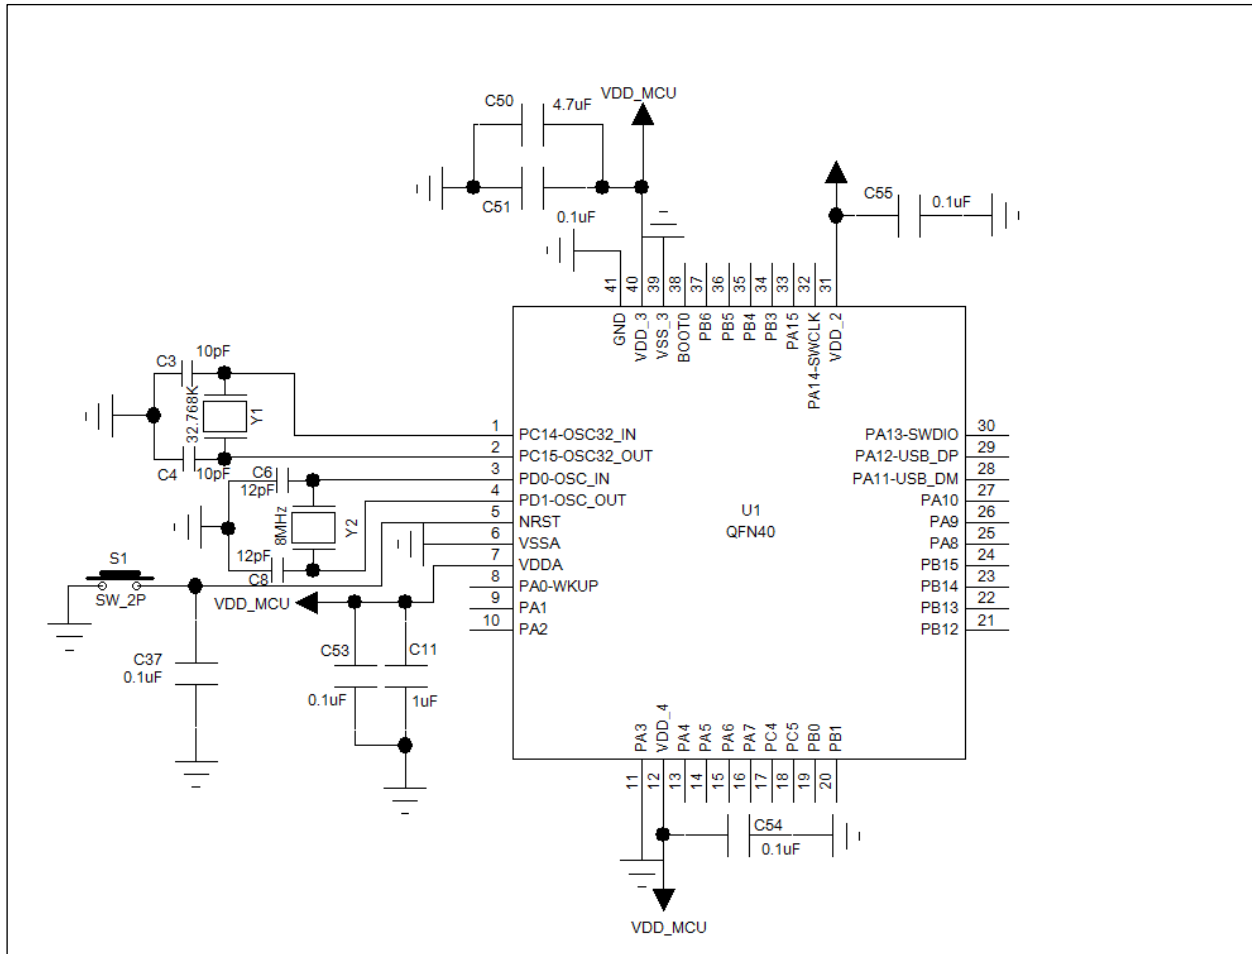 VDD_MCU
C50
4.7uF
C51
0.1uF
C55
0.1uF
41
40
39
38
37
36
35
34
33
32
31
GND
VDD_3
VSS_3
BOOT0
PB6
PB5
PB4
PB3
PA15
PA14-SWCLK
VDD_2
C3
10pF
32.768K
Y1
C4
10pF
C6
12pF
8MHz
Y2
12pF
C8
S1
SW_2P
VDD_MCU
C37
0.1uF
C53
0.1uF
C11
1uF
1 PC14-OSC32_IN
2 PC15-OSC32_OUT
3 PD0-OSC_IN
4 PD1-OSC_OUT
5 NRST
6 VSSA
7 VDDA
8 PA0-WKUP
9 PA1
10 PA2
U1
QFN40
PA13-SWDIO 30
PA12-USB_DP 29
PA11-USB_DM 28
PA10 27
PA9 26
PA8 25
PB15 24
PB14 23
PB13 22
PB12 21
PA3
VDD_4
PA4
PA5
PA6
PA7
PC4
PC5
PB0
PB1
11
12
13
14
15
16
17
18
19
20
C54
0.1uF
VDD_MCU